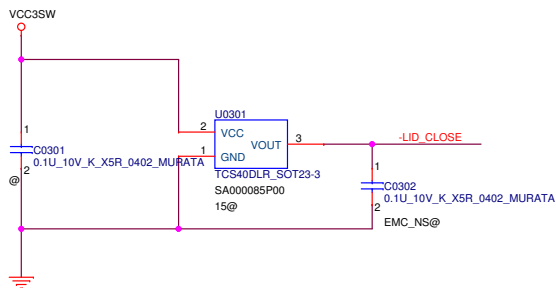 VCC3SW
U0301
2
VCC
VOUT
3
-LID_CLOSE
1
GND
1
C0301
0.1U_10V_K_X5R_0402_MURATA
2
@
TCS40DLR_SOT23-3
SA000085P00
15@
1
C0302
0.1U_10V_K_X5R_0402_MURATA
2
EMC_NS@